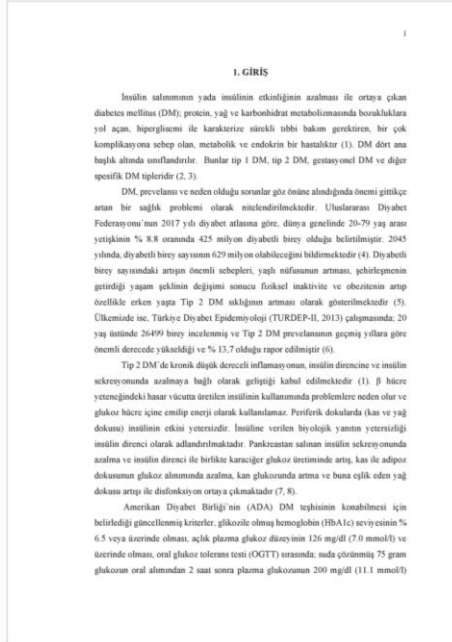 1
1. GİRİŞ
İnsülin salınımının yada insülinin etkinliğinin azalması ile ortaya çıkan
diabetes mellitus (DM); protein, yağ ve karbonhidrat metabolizmasında bozukluklara
yol açan, hiperglisemi ile karakterize sürekli tıbbi bakım gerektiren, bir çok
komplikasyona sebep olan, metabolik ve endokrin bir hastalıktır (1). DM dört ana
başlık altında sınıflandırılır. Bunlar tip 1 DM, tip 2 DM, gestasyonel DM ve diğer
spesifik DM tipleridir (2, 3).
DM, prevelansı ve neden olduğu sorunlar göz önüne alındığında önemi gittikçe
artan bir sağlık problemi olarak nitelendirilmektedir. Uluslararası Diyabet
Federasyonu'nun 2017 yılı diyabet atlasına göre, dünya genelinde 20-79 yaş arası
yetişkinin % 8.8 oranında 425 milyon diyabetli birey olduğu belirtilmiştir. 2045
yılında, diyabetli birey sayısının 629 milyon olabileceğini bildirmektedir (4). Diyabetli
birey sayısındaki artışın önemli sebepleri, yaşlı nüfusunun artması, şehirleşmenin
getirdiği yaşam şeklinin değişimi sonucu fiziksel inaktivite ve obezitenin artıp
özellikle erken yaşta Tip 2 DM sıklığının artması olarak gösterilmektedir (5).
Ülkemizde ise, Türkiye Diyabet Epidemiyoloji (TURDEP-II, 2013) çalışmasında; 20
yaş üstünde 26499 birey incelenmiş ve Tip 2 DM prevelansının geçmiş yıllara göre
önemli derecede yükseldiği ve % 13,7 olduğu rapor edilmiştir (6).
Tip 2 DM'de kronik düşük dereceli inflamasyonun, insülin direncine ve insülin
sekresyonunda azalmaya bağlı olarak geliştiği kabul edilmektedir (1). β hücre
yeteneğindeki hasar vücutta üretilen insülinin kullanımında problemlere neden olur ve
glukoz hücre içine emilip enerji olarak kullanılamaz. Periferik dokularda (kas ve yağ
dokusu) insülinin etkisi yetersizdir. İnsüline verilen biyolojik yanıtın yetersizliği
insülin direnci olarak adlandırılmaktadır. Pankreastan salınan insülin sekresyonunda
azalma ve insülin direnci ile birlikte karaciğer glukoz üretiminde artış, kas ile adipoz
dokusunun glukoz alınımında azalma, kan glukozunda artma ve buna eşlik eden yağ
dokusu artışı ile disfonksiyon ortaya çıkmaktadır (7, 8).
Amerikan Diyabet Birliği'nin (ADA) DM teşhisinin konabilmesi için
belirlediği güncellenmiş kriterler, glikozile olmuş hemoglobin (HbA1c) seviyesinin %
6.5 veya üzerinde olması, açlık plazma glukoz düzeyinin 126 mg/dl (7.0 mmol/l) ve
üzerinde olması, oral glukoz tolerans testi (OGTT) sırasında; suda çözünmüş 75 gram
glukozun oral alımından 2 saat sonra plazma glukozunun 200 mg/dl (11.1 mmol/l)